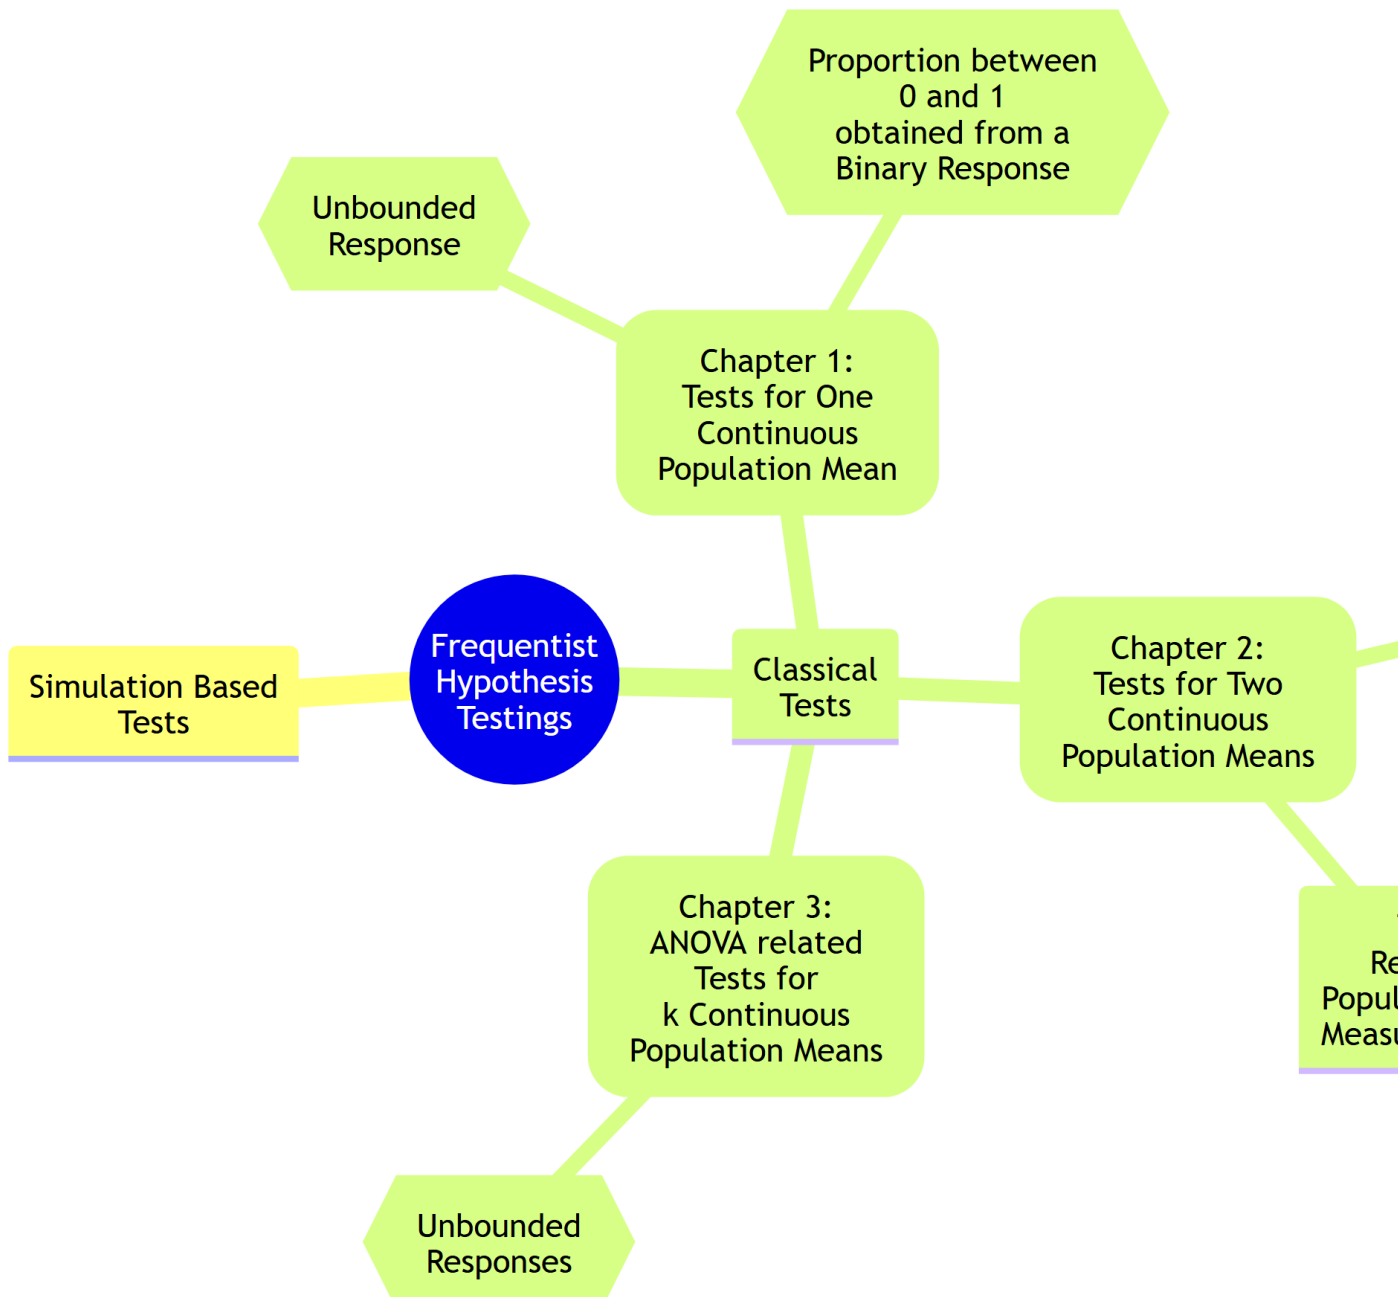 Proportion between
0 and 1
obtained from a
Binary Response
Unbounded
Response
Chapter 1:
Tests for One
Continuous
Population Mean
Simulation Based
Tests
Frequentist
Hypothesis
Testings
Classical
Tests
Chapter 2:
Tests for Two
Continuous
Population Means
Chapter 3:
ANOVA related
Tests for
k Continuous
Population Means
Unbounded
Responses